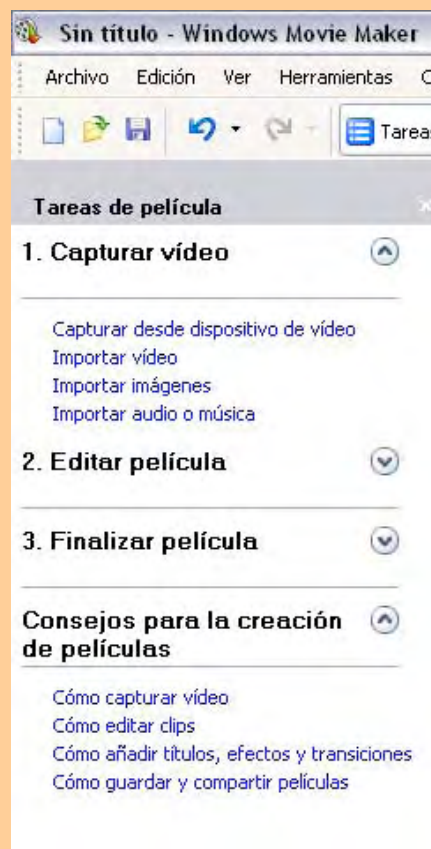 Sin título - Windows Movie Maker
Archivo Edición Ver Herramientas
Tareas
Tareas de película
1. Capturar vídeo
Capturar desde dispositivo de vídeo
Importar vídeo
Importar imágenes
Importar audio o música
2. Editar película
3. Finalizar película
Consejos para la creación
de películas
Cómo capturar vídeo
Cómo editar clips
Cómo añadir títulos, efectos y transiciones
Cómo guardar y compartir películas